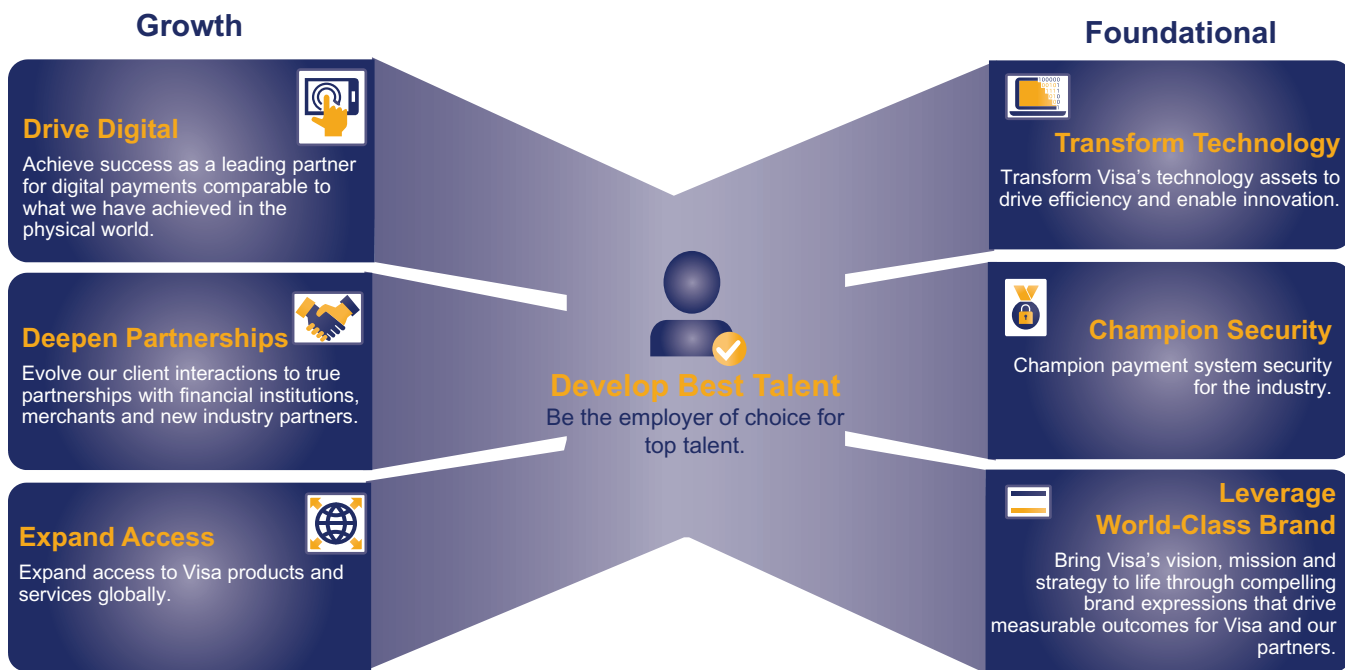 Growth
Drive Digital
Achieve success as a leading partner
for digital payments comparable to
what we have achieved in the
physical world.
Deepen Partnerships
Evolve our client interactions to true
partnerships with financial institutions,
merchants and new industry partners.
Expand Access
Expand access to Visa products and
services globally.
Develop Best Talent
Be the employer of choice for
top talent.
Foundational
100000
Transform Technology
Transform Visa’s technology assets to
drive efficiency and enable innovation.
Champion Security
Champion payment system security
for the industry.
Leverage
World-Class Brand
Bring Visa’s vision, mission and
strategy to life through compelling
brand expressions that drive
measurable outcomes for Visa and our
partners.